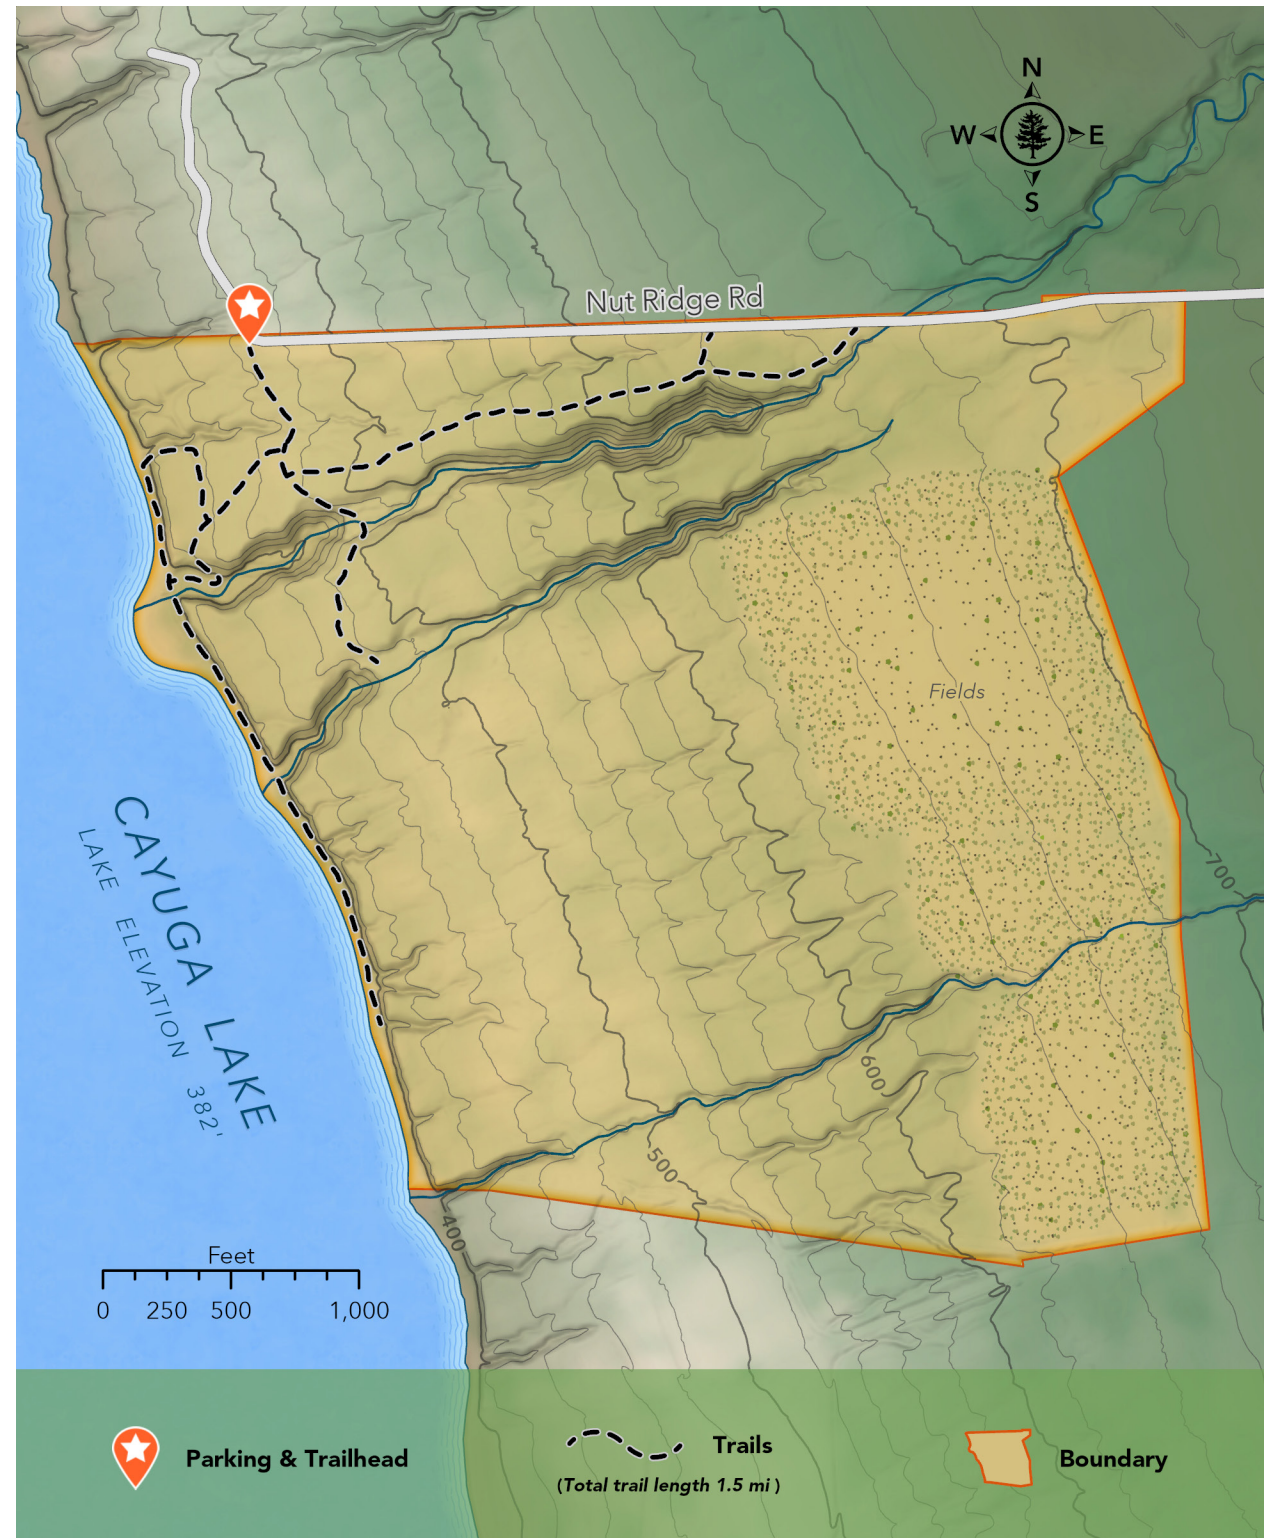 N
W E
S
Nut Ridge Rd
Fields
CAYUGA LAKE
LAKE ELEVATION 382'
700
600
500
400
Feet
0 250 500 1,000
Parking & Trailhead
Trails
(Total trail length 1.5 mi )
Boundary